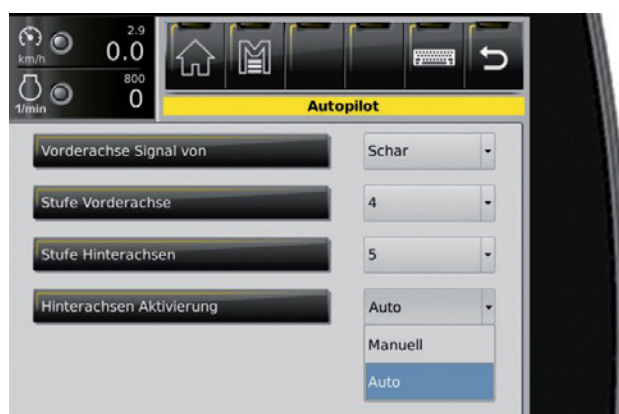 km/h
2.9
0.0
800
1/min
0
Autopilot
Vorderachse Signal von
Schar
Stufe Vorderachse
4
Stufe Hinterachsen
5
Hinterachsen Aktivierung
Auto
Manuell
Auto